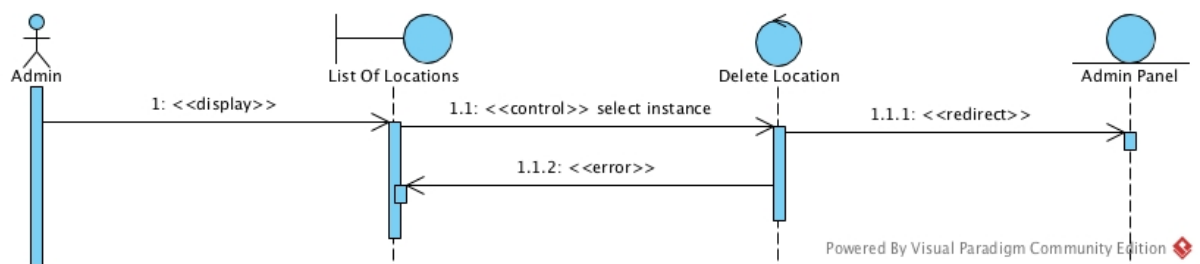 Admin
List Of Locations
Delete Location
Admin Panel
1: <<display>>
1.1: <<control>> select instance
1.1.1: <<redirect>>
1.1.2: <<error>>
Powered By Visual Paradigm Community Edition